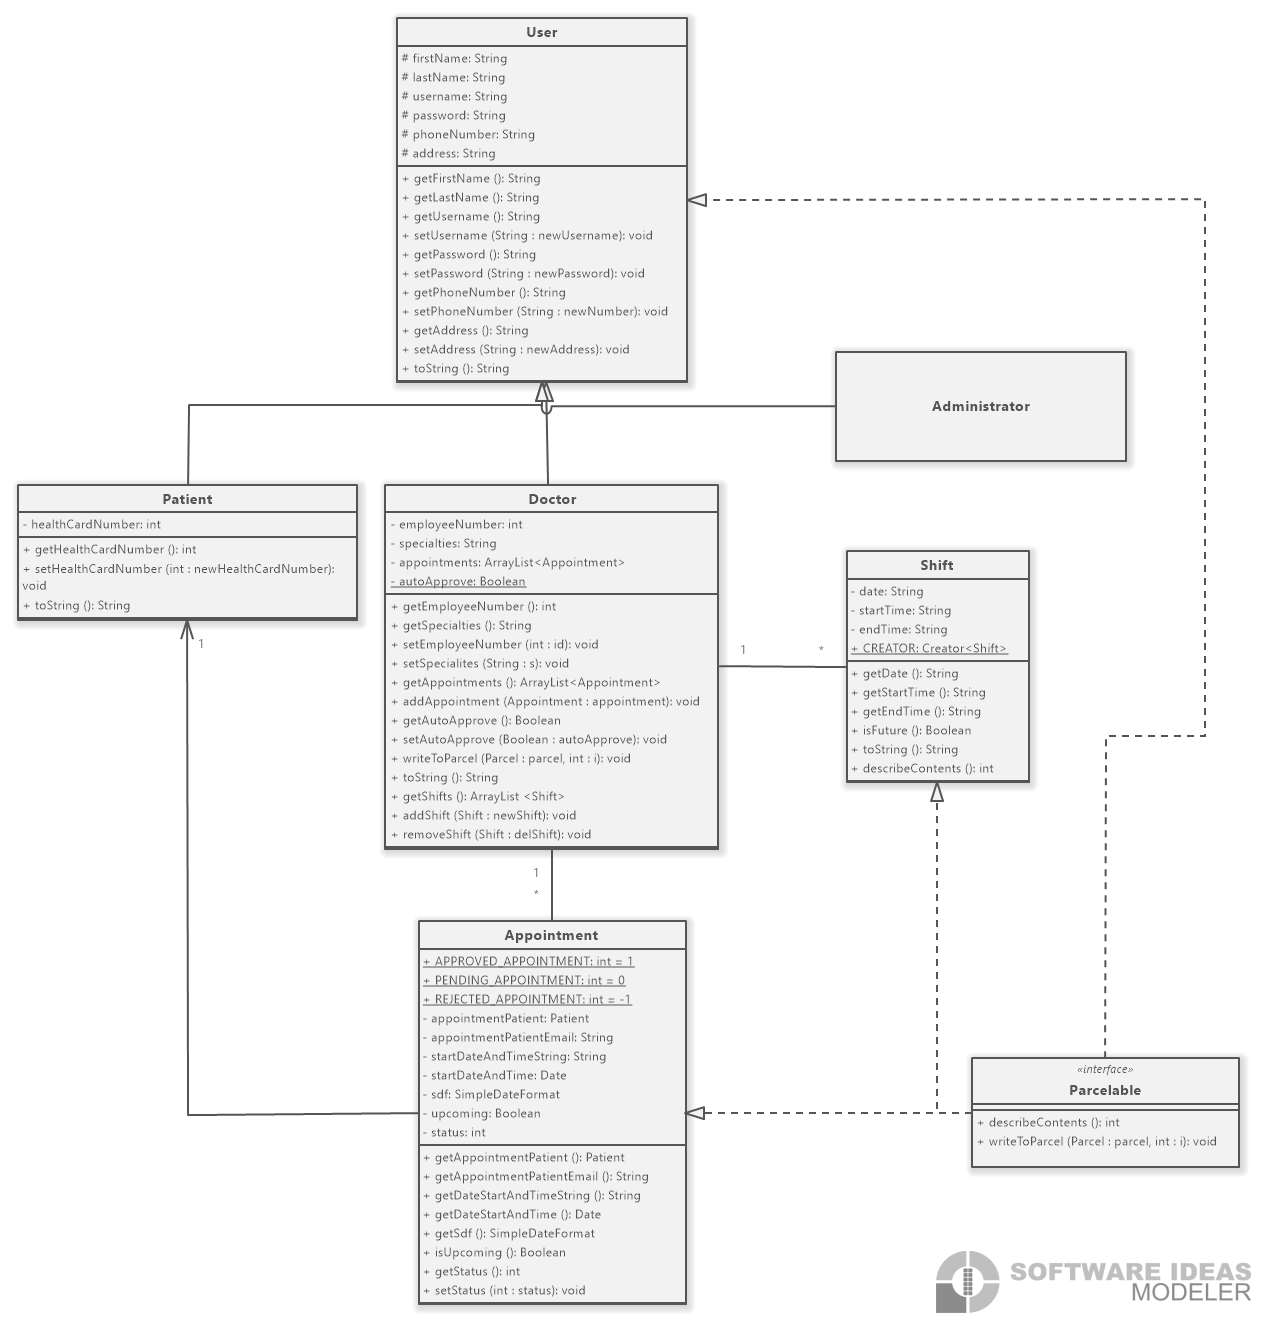 User
# firstName: String
# lastName: String
# username: String
# password: String
# phoneNumber: String
# address: String
+ getFirstName (): String
+ getLastName (): String
+ getUsername (): String
+ setUsername (String : newUsername): void
+ getPassword (): String
+ setPassword (String : newPassword): void
+ getPhoneNumber (): String
+ setPhoneNumber (String : newNumber): void
+ getAddress (): String
+ setAddress (String : newAddress): void
+ toString (): String
Administrator
Patient
- healthCardNumber: int
+ getHealthCardNumber (): int
+ setHealthCardNumber (int : newHealthCardNumber):
void
+ toString (): String
1
Doctor
- employeeNumber: int
- specialties: String
- appointments: ArrayList<Appointment>
- autoApprove: Boolean
+ getEmployeeNumber (): int
+ getSpecialties (): String
+ setEmployeeNumber (int : id): void
+ setSpecialites (String : s): void
+ getAppointments (): ArrayList<Appointment>
+ addAppointment (Appointment : appointment): void
+ getAutoApprove (): Boolean
+ setAutoApprove (Boolean : autoApprove): void
+ writeToParcel (Parcel : parcel, int : i): void
+ toString (): String
+ getShifts (): ArrayList <Shift>
+ addShift (Shift : newShift): void
+ removeShift (Shift : delShift): void
1 *
Shift
- date: String
- startTime: String
- endTime: String
+ CREATOR: Creator<Shift>
+ getDate (): String
+ getStartTime (): String
+ getEndTime (): String
+ isFuture (): Boolean
+ toString (): String
+ describeContents (): int
1
*
Appointment
+ APPROVED_APPOINTMENT: int = 1
+ PENDING_APPOINTMENT: int = 0
+ REJECTED_APPOINTMENT: int = -1
- appointmentPatient: Patient
- appointmentPatientEmail: String
- startDateAndTimeString: String
- startDateAndTime: Date
- sdf: SimpleDateFormat
- upcoming: Boolean
- status: int
+ getAppointmentPatient (): Patient
+ getAppointmentPatientEmail (): String
+ getDateStartAndTimeString (): String
+ getDateStartAndTime (): Date
+ getSdf (): SimpleDateFormat
+ isUpcoming (): Boolean
+ getStatus (): int
+ setStatus (int : status): void
«interface»
Parcelable
+ describeContents (): int
+ writeToParcel (Parcel : parcel, int : i): void
SOFTWARE IDEAS
MODELER